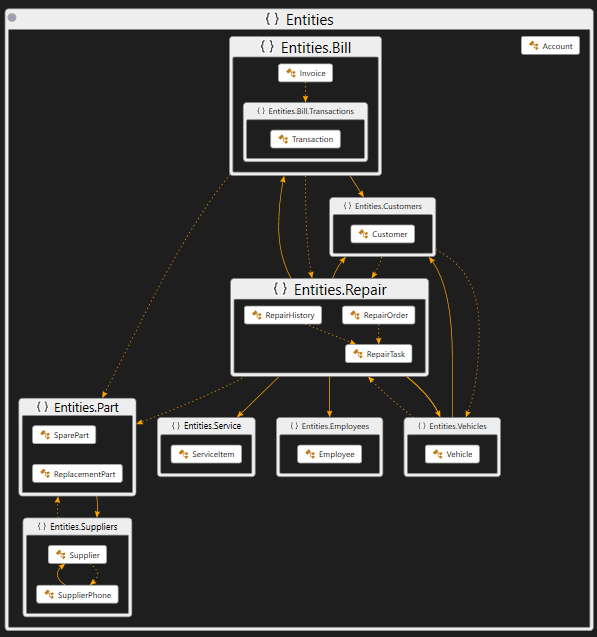 { } Entities
{ } Entities.Bill
Account
Invoice
{ } Entities.Bill.Transactions
Transaction
{ } Entities.Customers
Customer
{ } Entities.Repair
RepairHistory
RepairOrder
RepairTask
{ } Entities.Part
SparePart
ReplacementPart
{ } Entities.Service
ServiceItem
{ } Entities.Employees
Employee
{ } Entities.Vehicles
Vehicle
{ } Entities.Suppliers
Supplier
SupplierPhone